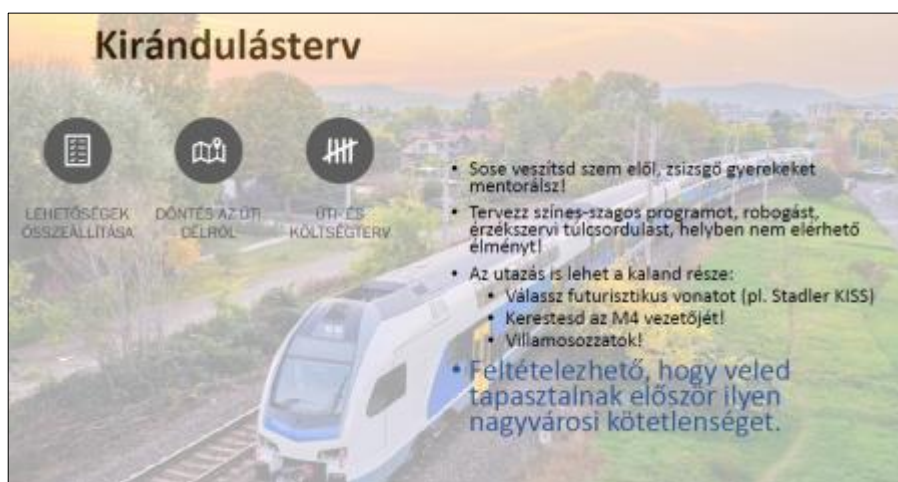 Kirándulásterv
LEHETŐSÉGEK
ÖSSZEÁLLÍTÁSA
DÖNTÉS AZ ÚTI
CÉLRÓL
ÚTI- ÉS
KÖLTSÉGTERV
• Sose veszítsd szem elől, zsizsgő gyerekeket
mentorálsz!
• Tervezz színes-szagos programot, robogást,
érzékszervi túlcsordulást, helyben nem elérhető
élményt!
• Az utazás is lehet a kaland része:
• Válassz futurisztikus vonatot (pl. Stadler KISS)
• Kerestesd az M4 vezetőjét!
• Villamosozzatok!
• Feltételezhető, hogy veled
tapasztalnak először ilyen
nagyvárosi kötetlenséget.